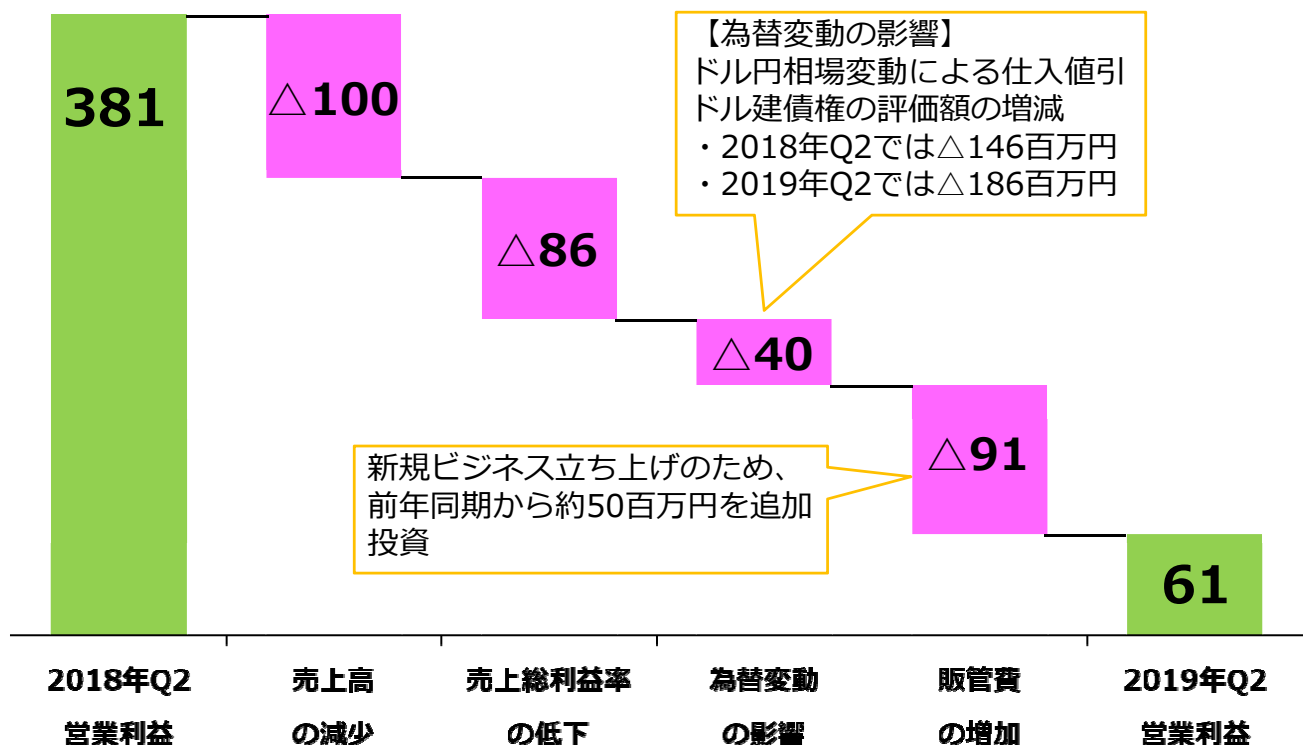 381
△100
△86
△40
△91
61
【為替変動の影響】
ドル円相場変動による仕入値引
ドル建債権の評価額の増減
・2018年Q2では△146百万円
・2019年Q2では△186百万円
新規ビジネス立ち上げのため、
前年同期から約50百万円を追加
投資
2018年Q2
営業利益
売上高
の減少
売上総利益率
の低下
為替変動
の影響
販管費
の増加
2019年Q2
営業利益